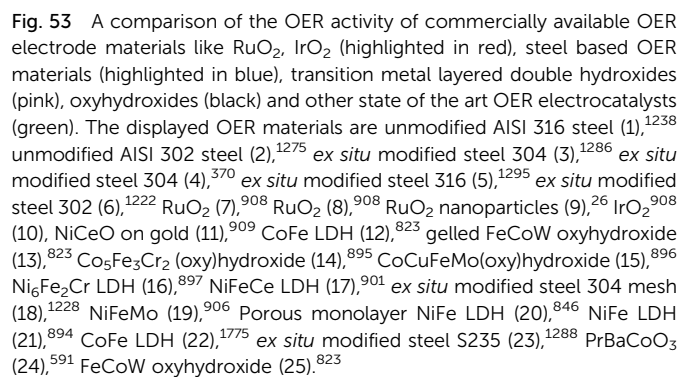 Fig. 53 A comparison of the OER activity of commercially available OER
electrode materials like RuO₂, IrO₂ (highlighted in red), steel based OER
materials (highlighted in blue), transition metal layered double hydroxides
(pink), oxyhydroxides (black) and other state of the art OER electrocatalysts
(green). The displayed OER materials are unmodified AISI 316 steel (1),¹²³⁸
unmodified AISI 302 steel (2),¹²⁷⁵ ex situ modified steel 304 (3),¹²⁸⁶ ex situ
modified steel 304 (4),³⁷⁰ ex situ modified steel 316 (5),¹²⁹⁵ ex situ modified
steel 302 (6),¹²²² RuO₂ (7),⁹⁰⁸ RuO₂ (8),⁹⁰⁸ RuO₂ nanoparticles (9),²⁶ IrO₂⁹⁰⁸
(10), NiCeO on gold (11),⁹⁰⁹ CoFe LDH (12),⁸²³ gelled FeCoW oxyhydroxide
(13),⁸²³ Co₅Fe₃Cr₂ (oxy)hydroxide (14),⁸⁹⁵ CoCuFeMo(oxy)hydroxide (15),⁸⁹⁶
Ni₆Fe₂Cr LDH (16),⁸⁹⁷ NiFeCe LDH (17),⁹⁰¹ ex situ modified steel 304 mesh
(18),¹²²⁸ NiFeMo (19),⁹⁰⁶ Porous monolayer NiFe LDH (20),⁸⁴⁶ NiFe LDH
(21),⁸⁹⁴ CoFe LDH (22),¹⁷⁷⁵ ex situ modified steel S235 (23),¹²⁸⁸ PrBaCoO₃
(24),⁵⁹¹ FeCoW oxyhydroxide (25).⁸²³